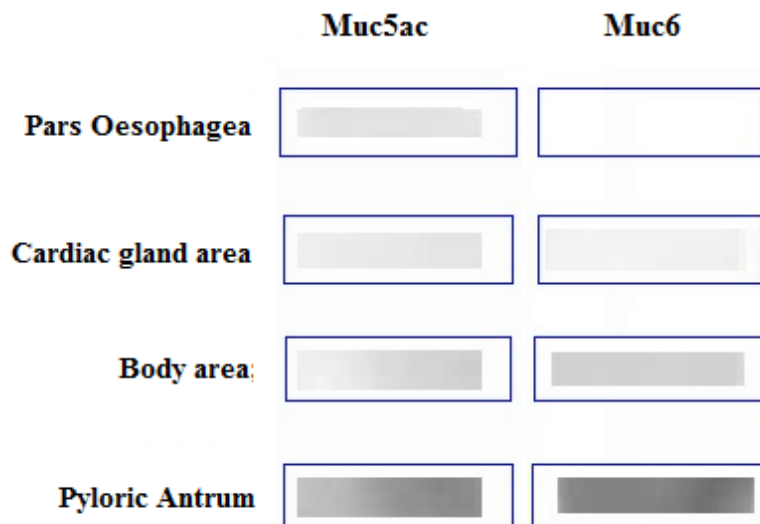 Muc5ac Muc6
Pars Oesophagea
Cardiac gland area
Body area;
Pyloric Antrum